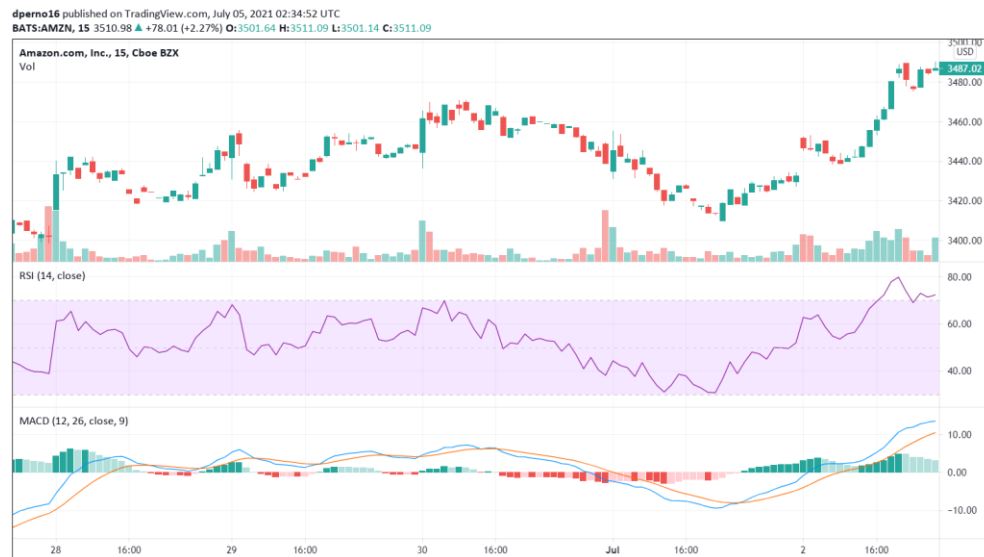 dperno16 published on TradingView.com, July 05, 2021 02:34:52 UTC
BATS:AMZN, 15 3510.98 ▲ +78.01 (+2.27%) O:3501.64 H:3511.09 L:3501.14 C:3511.09
Amazon.com, Inc., 15, Cboe BZX
Vol
3500.00
USD
3487.02
3480.00
3460.00
3440.00
3420.00
3400.00
RSI (14, close)
80.00
60.00
40.00
MACD (12, 26, close, 9)
10.00
0.00
−10.00
28 16:00 29 16:00 30 16:00 Jul 16:00 2 16:00